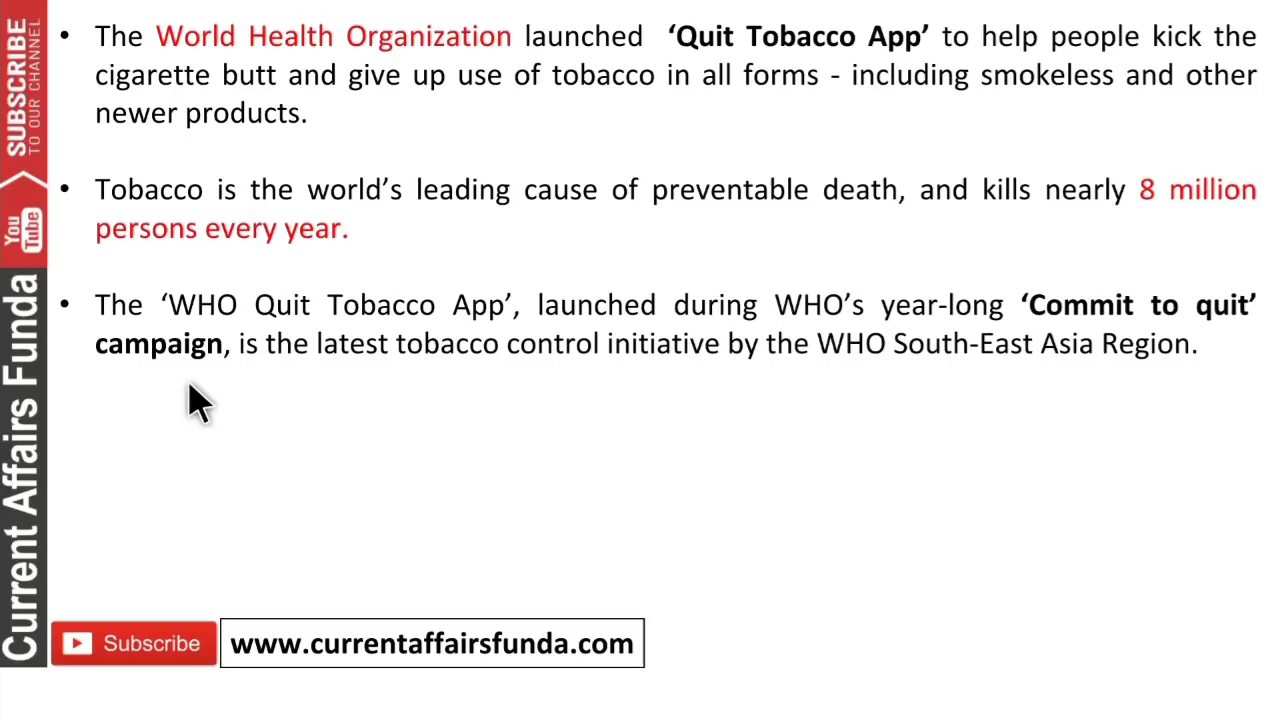 • The World Health Organization launched ‘Quit Tobacco App’ to help people kick the
cigarette butt and give up use of tobacco in all forms - including smokeless and other
newer products.
• Tobacco is the world’s leading cause of preventable death, and kills nearly 8 million
persons every year.
• The ‘WHO Quit Tobacco App’, launched during WHO’s year-long ‘Commit to quit’
campaign, is the latest tobacco control initiative by the WHO South-East Asia Region.
SUBSCRIBE
TO OUR CHANNEL
You
Tube
Current Affairs Funda
Subscribe
www.currentaffairsfunda.com